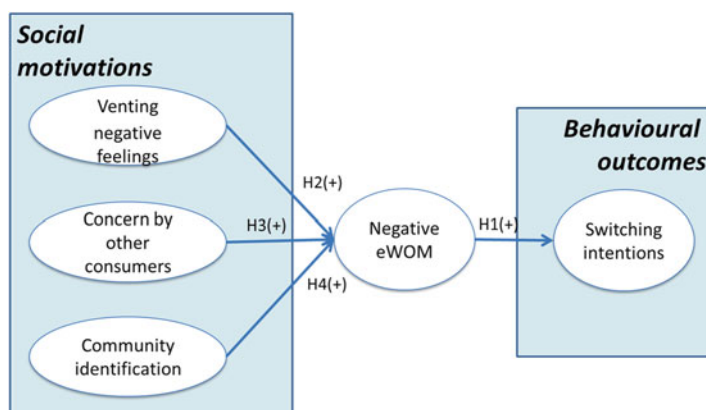 Social
motivations
Venting
negative
feelings
H2(+)
Concern by
other
consumers
H3(+)
H4(+)
Community
identification
Negative
eWOM
H1(+)
Behavioural
outcomes
Switching
intentions